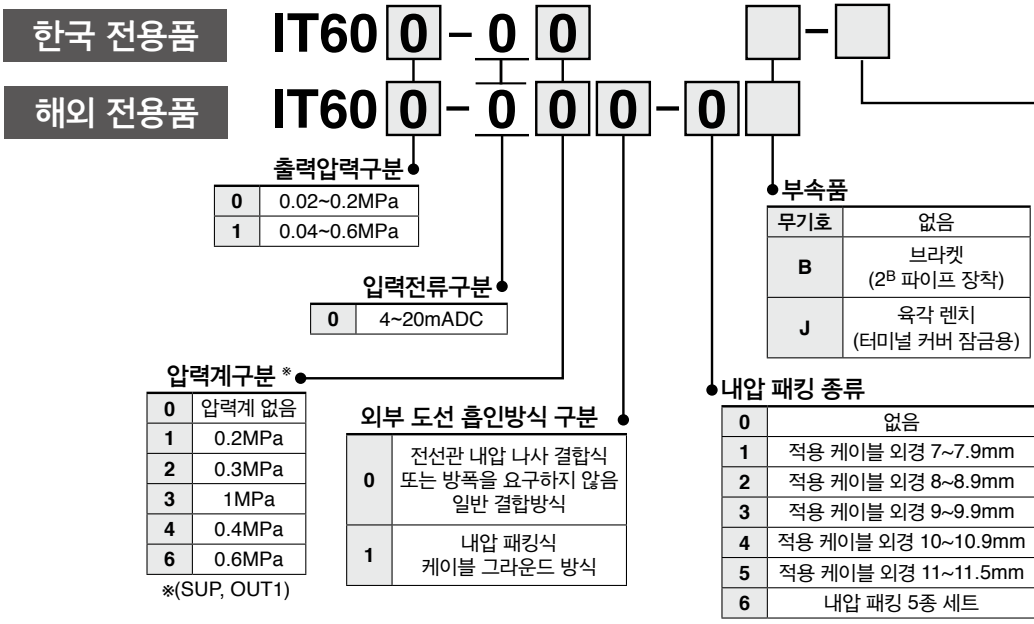 한국 전용품 IT60 0 - 0 0 -
해외 전용품 IT60 0 - 0 0 0 - 0
출력압력구분
0 0.02~0.2MPa
1 0.04~0.6MPa
입력전류구분
0 4~20mADC
압력계구분 ※
0 압력계 없음
1 0.2MPa
2 0.3MPa
3 1MPa
4 0.4MPa
6 0.6MPa
※(SUP, OUT1)
외부 도선 흡인방식 구분
0 전선관 내압 나사 결합식
또는 방폭을 요구하지 않음
일반 결합방식
1 내압 패킹식
케이블 그라운드 방식
부속품
무기호 없음
B 브라켓
(2B 파이프 장착)
J 육각 렌치
(터미널 커버 잠금용)
내압 패킹 종류
0 없음
1 적용 케이블 외경 7~7.9mm
2 적용 케이블 외경 8~8.9mm
3 적용 케이블 외경 9~9.9mm
4 적용 케이블 외경 10~10.9mm
5 적용 케이블 외경 11~11.5mm
6 내압 패킹 5종 세트